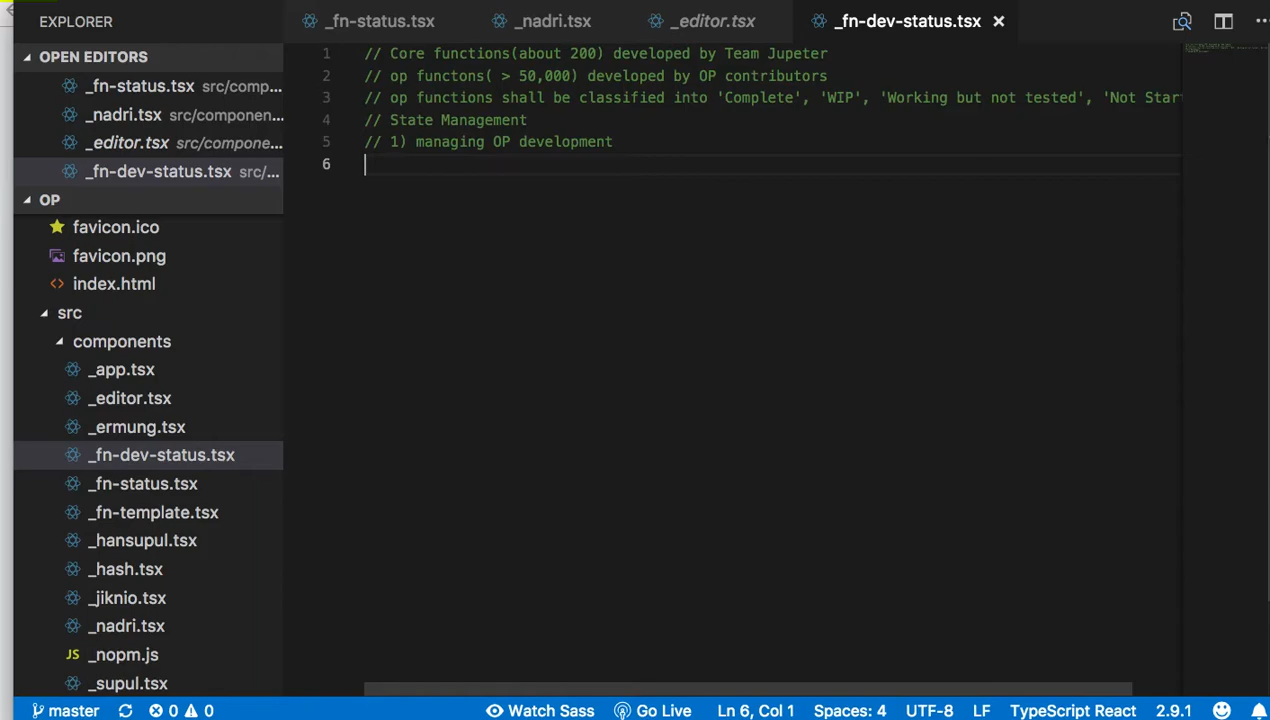 EXPLORER
_fn-status.tsx
_nadri.tsx
_editor.tsx
_fn-dev-status.tsx
OPEN EDITORS
_fn-status.tsx src/comp...
_nadri.tsx src/componen...
_editor.tsx src/compone...
_fn-dev-status.tsx src/...
OP
favicon.ico
favicon.png
index.html
src
components
_app.tsx
_editor.tsx
_ermung.tsx
_fn-dev-status.tsx
_fn-status.tsx
_fn-template.tsx
_hansupul.tsx
_hash.tsx
_jiknio.tsx
_nadri.tsx
JS _nopm.js
_supul.tsx
1 // Core functions(about 200) developed by Team Jupeter
2 // op functons( > 50,000) developed by OP contributors
3 // op functions shall be classified into 'Complete', 'WIP', 'Working but not tested', 'Not Star
4 // State Management
5 // 1) managing OP development
6
master 0 0 Watch Sass Go Live Ln 6, Col 1 Spaces: 4 UTF-8 LF TypeScript React 2.9.1